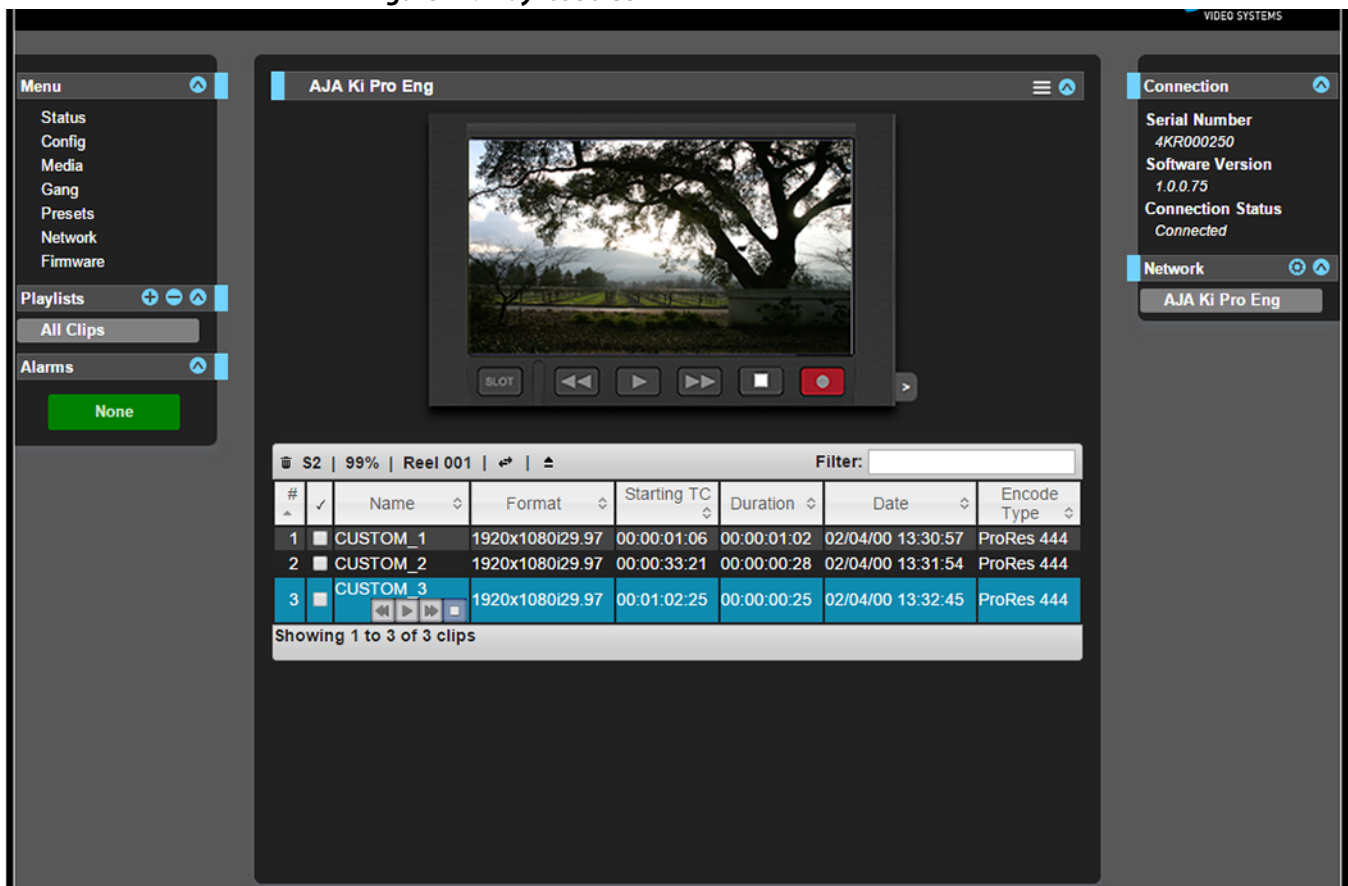 VIDEO SYSTEMS
Menu
Status
Config
Media
Gang
Presets
Network
Firmware
Playlists
All Clips
Alarms
None
AJA Ki Pro Eng
SLOT
>
S2 | 99% | Reel 001 | | Filter:
# ✓ Name Format Starting TC Duration Date Encode Type
1 CUSTOM_1 1920x1080i29.97 00:00:01:06 00:00:01:02 02/04/00 13:30:57 ProRes 444
2 CUSTOM_2 1920x1080i29.97 00:00:33:21 00:00:00:28 02/04/00 13:31:54 ProRes 444
3 CUSTOM_3 1920x1080i29.97 00:01:02:25 00:00:00:25 02/04/00 13:32:45 ProRes 444
Showing 1 to 3 of 3 clips
Connection
Serial Number
4KR000250
Software Version
1.0.0.75
Connection Status
Connected
Network
AJA Ki Pro Eng